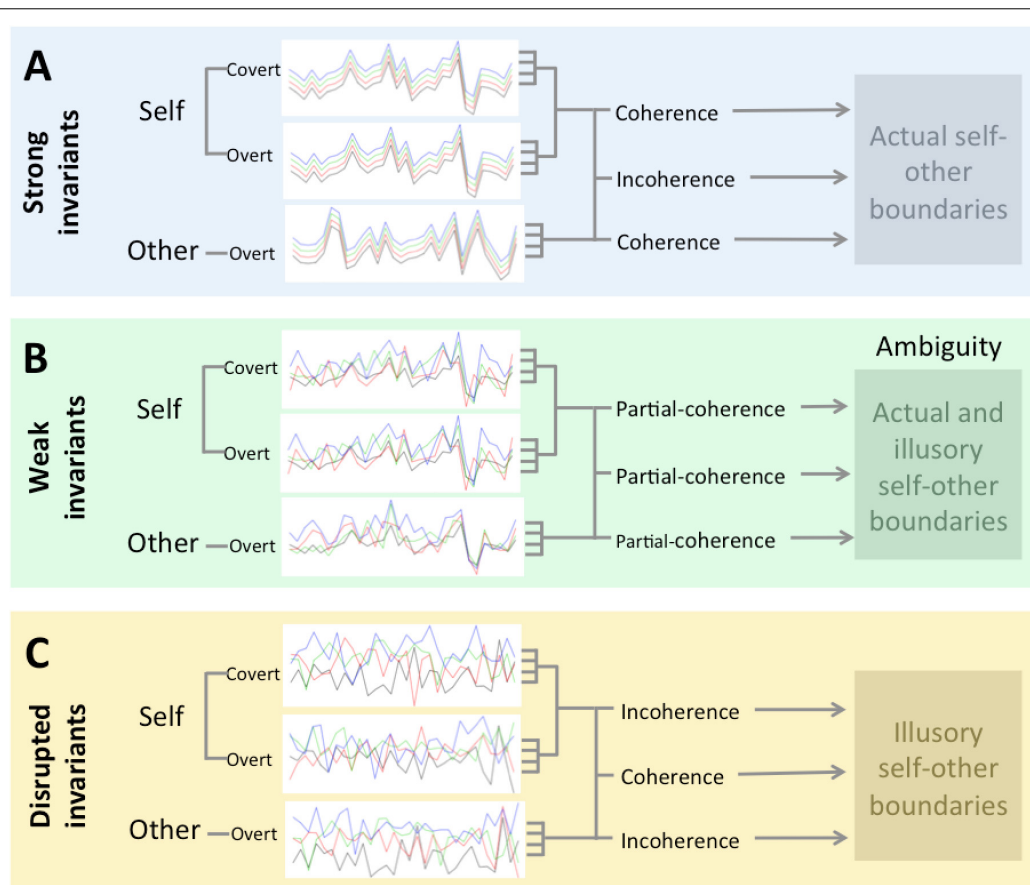 A
Strong
invariants
Self
Covert
Overt
Other
Overt
Coherence
Incoherence
Coherence
Actual self-
other
boundaries
B
Weak
invariants
Self
Covert
Overt
Other
Overt
Partial-coherence
Partial-coherence
Partial-coherence
Ambiguity
Actual and
illusory
self-other
boundaries
C
Disrupted
invariants
Self
Covert
Overt
Other
Overt
Incoherence
Coherence
Incoherence
Illusory
self-other
boundaries